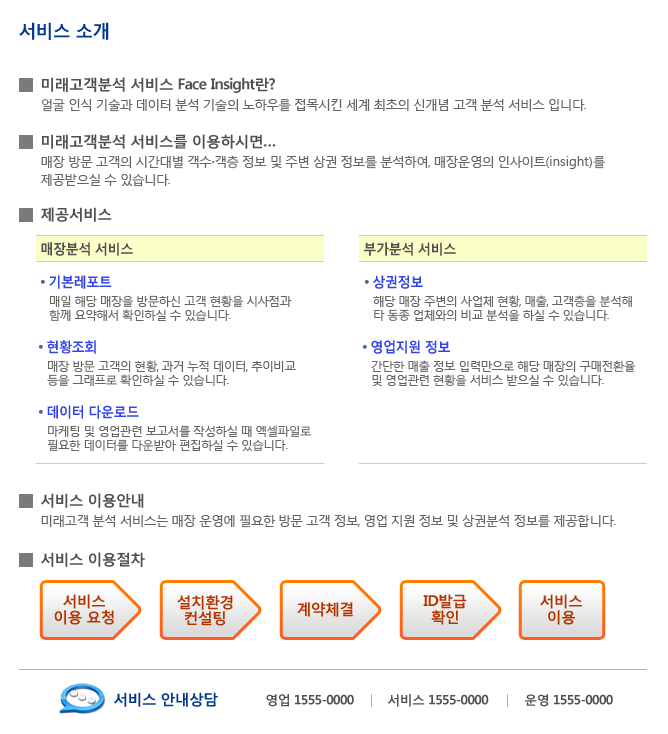 서비스 소개
미래고객분석 서비스 Face Insight란?
얼굴 인식 기술과 데이터 분석 기술의 노하우를 접목시킨 세계 최초의 신개념 고객 분석 서비스 입니다.
미래고객분석 서비스를 이용하시면...
매장 방문 고객의 시간대별 객수·객층 정보 및 주변 상권 정보를 분석하여, 매장운영의 인사이트(insight)를
제공받으실 수 있습니다.
제공서비스
매장분석 서비스
• 기본레포트
매일 해당 매장을 방문하신 고객 현황을 시사점과
함께 요약해서 확인하실 수 있습니다.
• 현황조회
매장 방문 고객의 현황, 과거 누적 데이터, 추이비교
등을 그래프로 확인하실 수 있습니다.
• 데이터 다운로드
마케팅 및 영업관련 보고서를 작성하실 때 엑셀파일로
필요한 데이터를 다운받아 편집하실 수 있습니다.
부가분석 서비스
• 상권정보
해당 매장 주변의 사업체 현황, 매출, 고객층을 분석해
타 동종 업체와의 비교 분석을 하실 수 있습니다.
• 영업지원 정보
간단한 매출 정보 입력만으로 해당 매장의 구매전환율
및 영업관련 현황을 서비스 받으실 수 있습니다.
서비스 이용안내
미래고객 분석 서비스는 매장 운영에 필요한 방문 고객 정보, 영업 지원 정보 및 상권분석 정보를 제공합니다.
서비스 이용절차
서비스
이용 요청
설치환경
컨설팅
계약체결
ID발급
확인
서비스
이용
서비스 안내상담
영업 1555-0000 | 서비스 1555-0000 | 운영 1555-0000